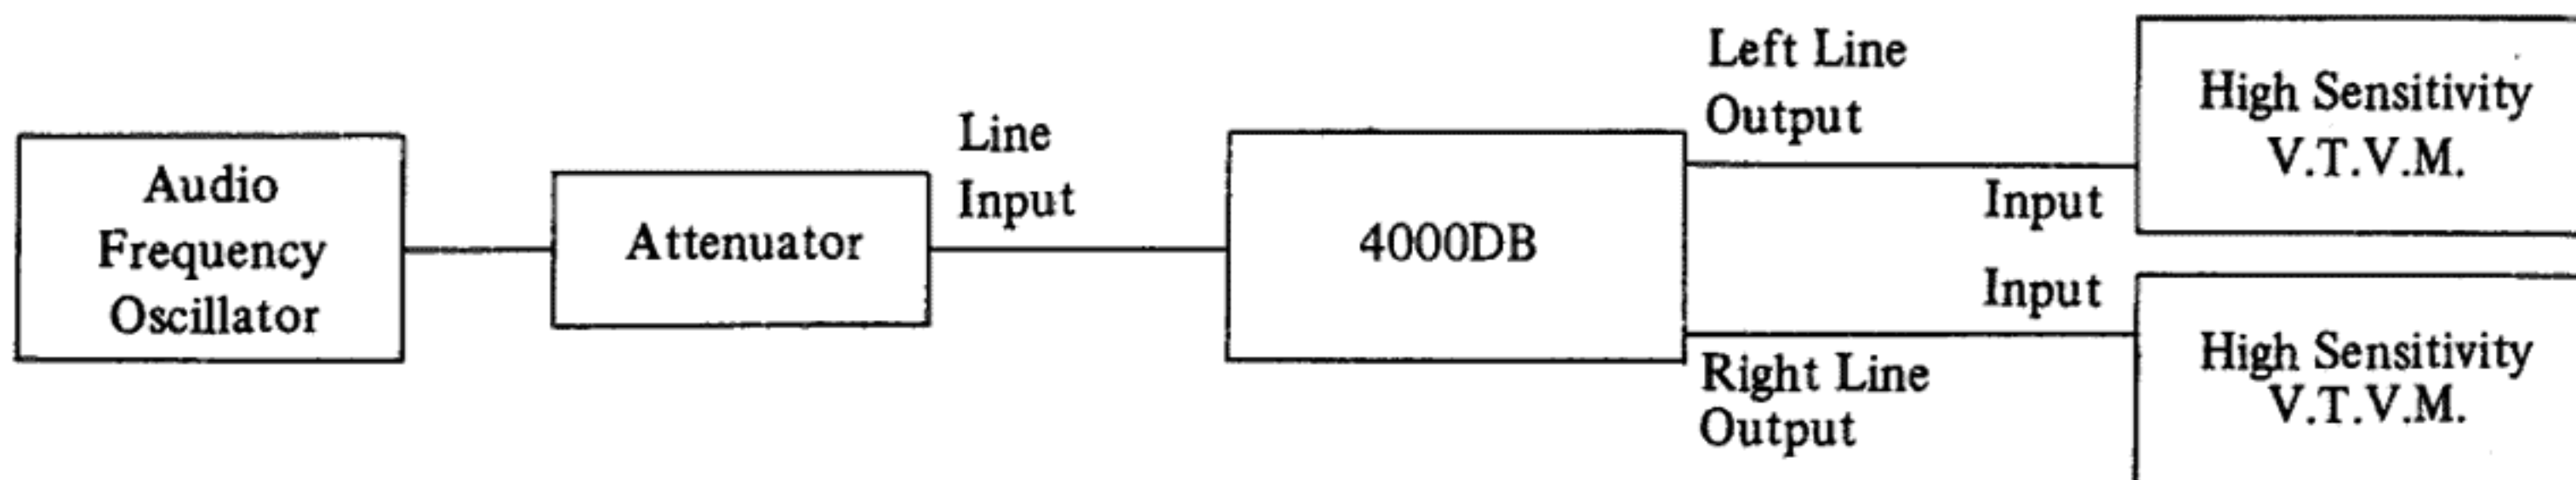 Audio
Frequency
Oscillator
Attenuator
Line
Input
4000DB
Left Line
Output
Input
High Sensitivity
V.T.V.M.
Input
Right Line
Output
High Sensitivity
V.T.V.M.